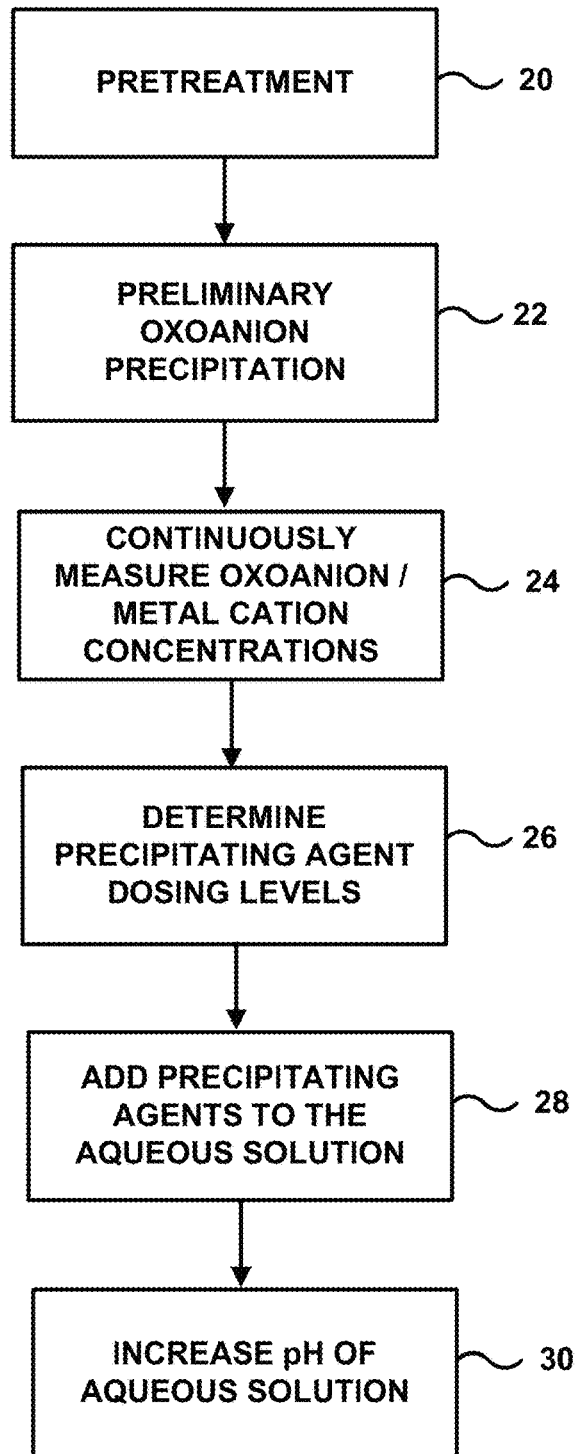 PRETREATMENT
20
PRELIMINARY
OXOANION
PRECIPITATION
22
CONTINUOUSLY
MEASURE OXOANION /
METAL CATION
CONCENTRATIONS
24
DETERMINE
PRECIPITATING AGENT
DOSING LEVELS
26
ADD PRECIPITATING
AGENTS TO THE
AQUEOUS SOLUTION
28
INCREASE pH OF
AQUEOUS SOLUTION
30